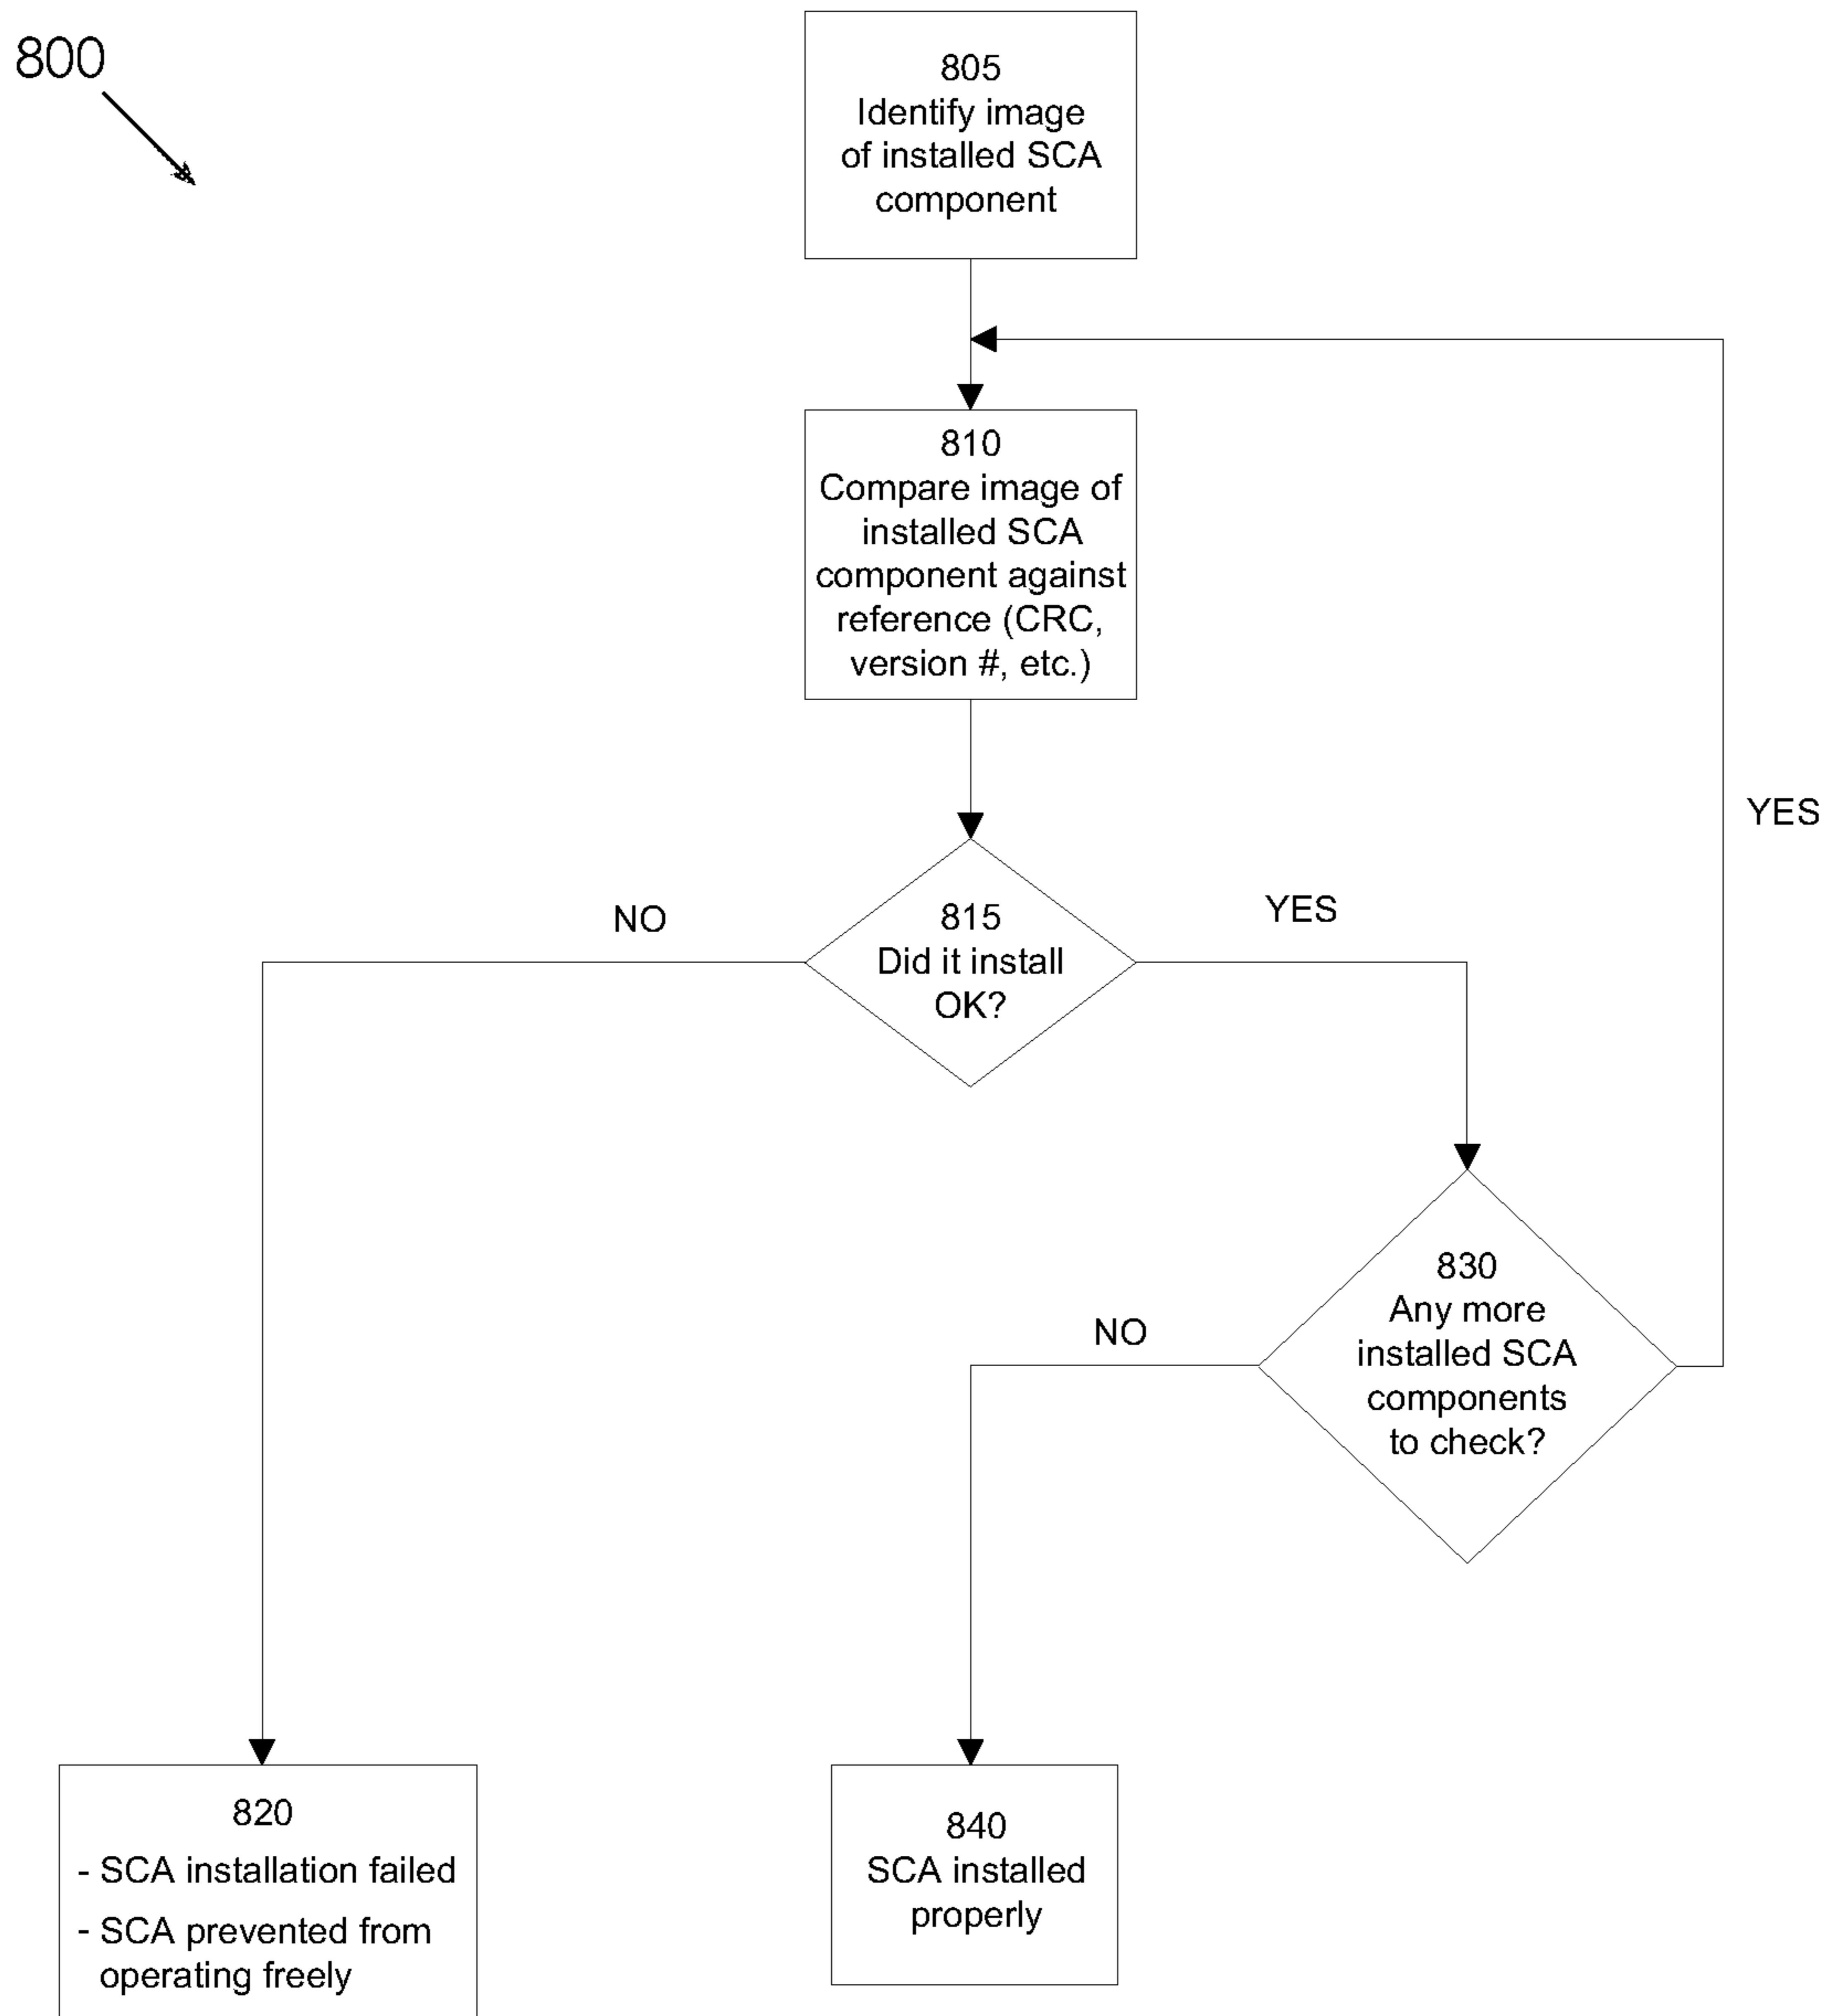 800
805
Identify image
of installed SCA
component
810
Compare image of
installed SCA
component against
reference (CRC,
version #, etc.)
YES
815
Did it install
OK?
NO
YES
830
Any more
installed SCA
components
to check?
NO
820
- SCA installation failed
- SCA prevented from
operating freely
840
SCA installed
properly